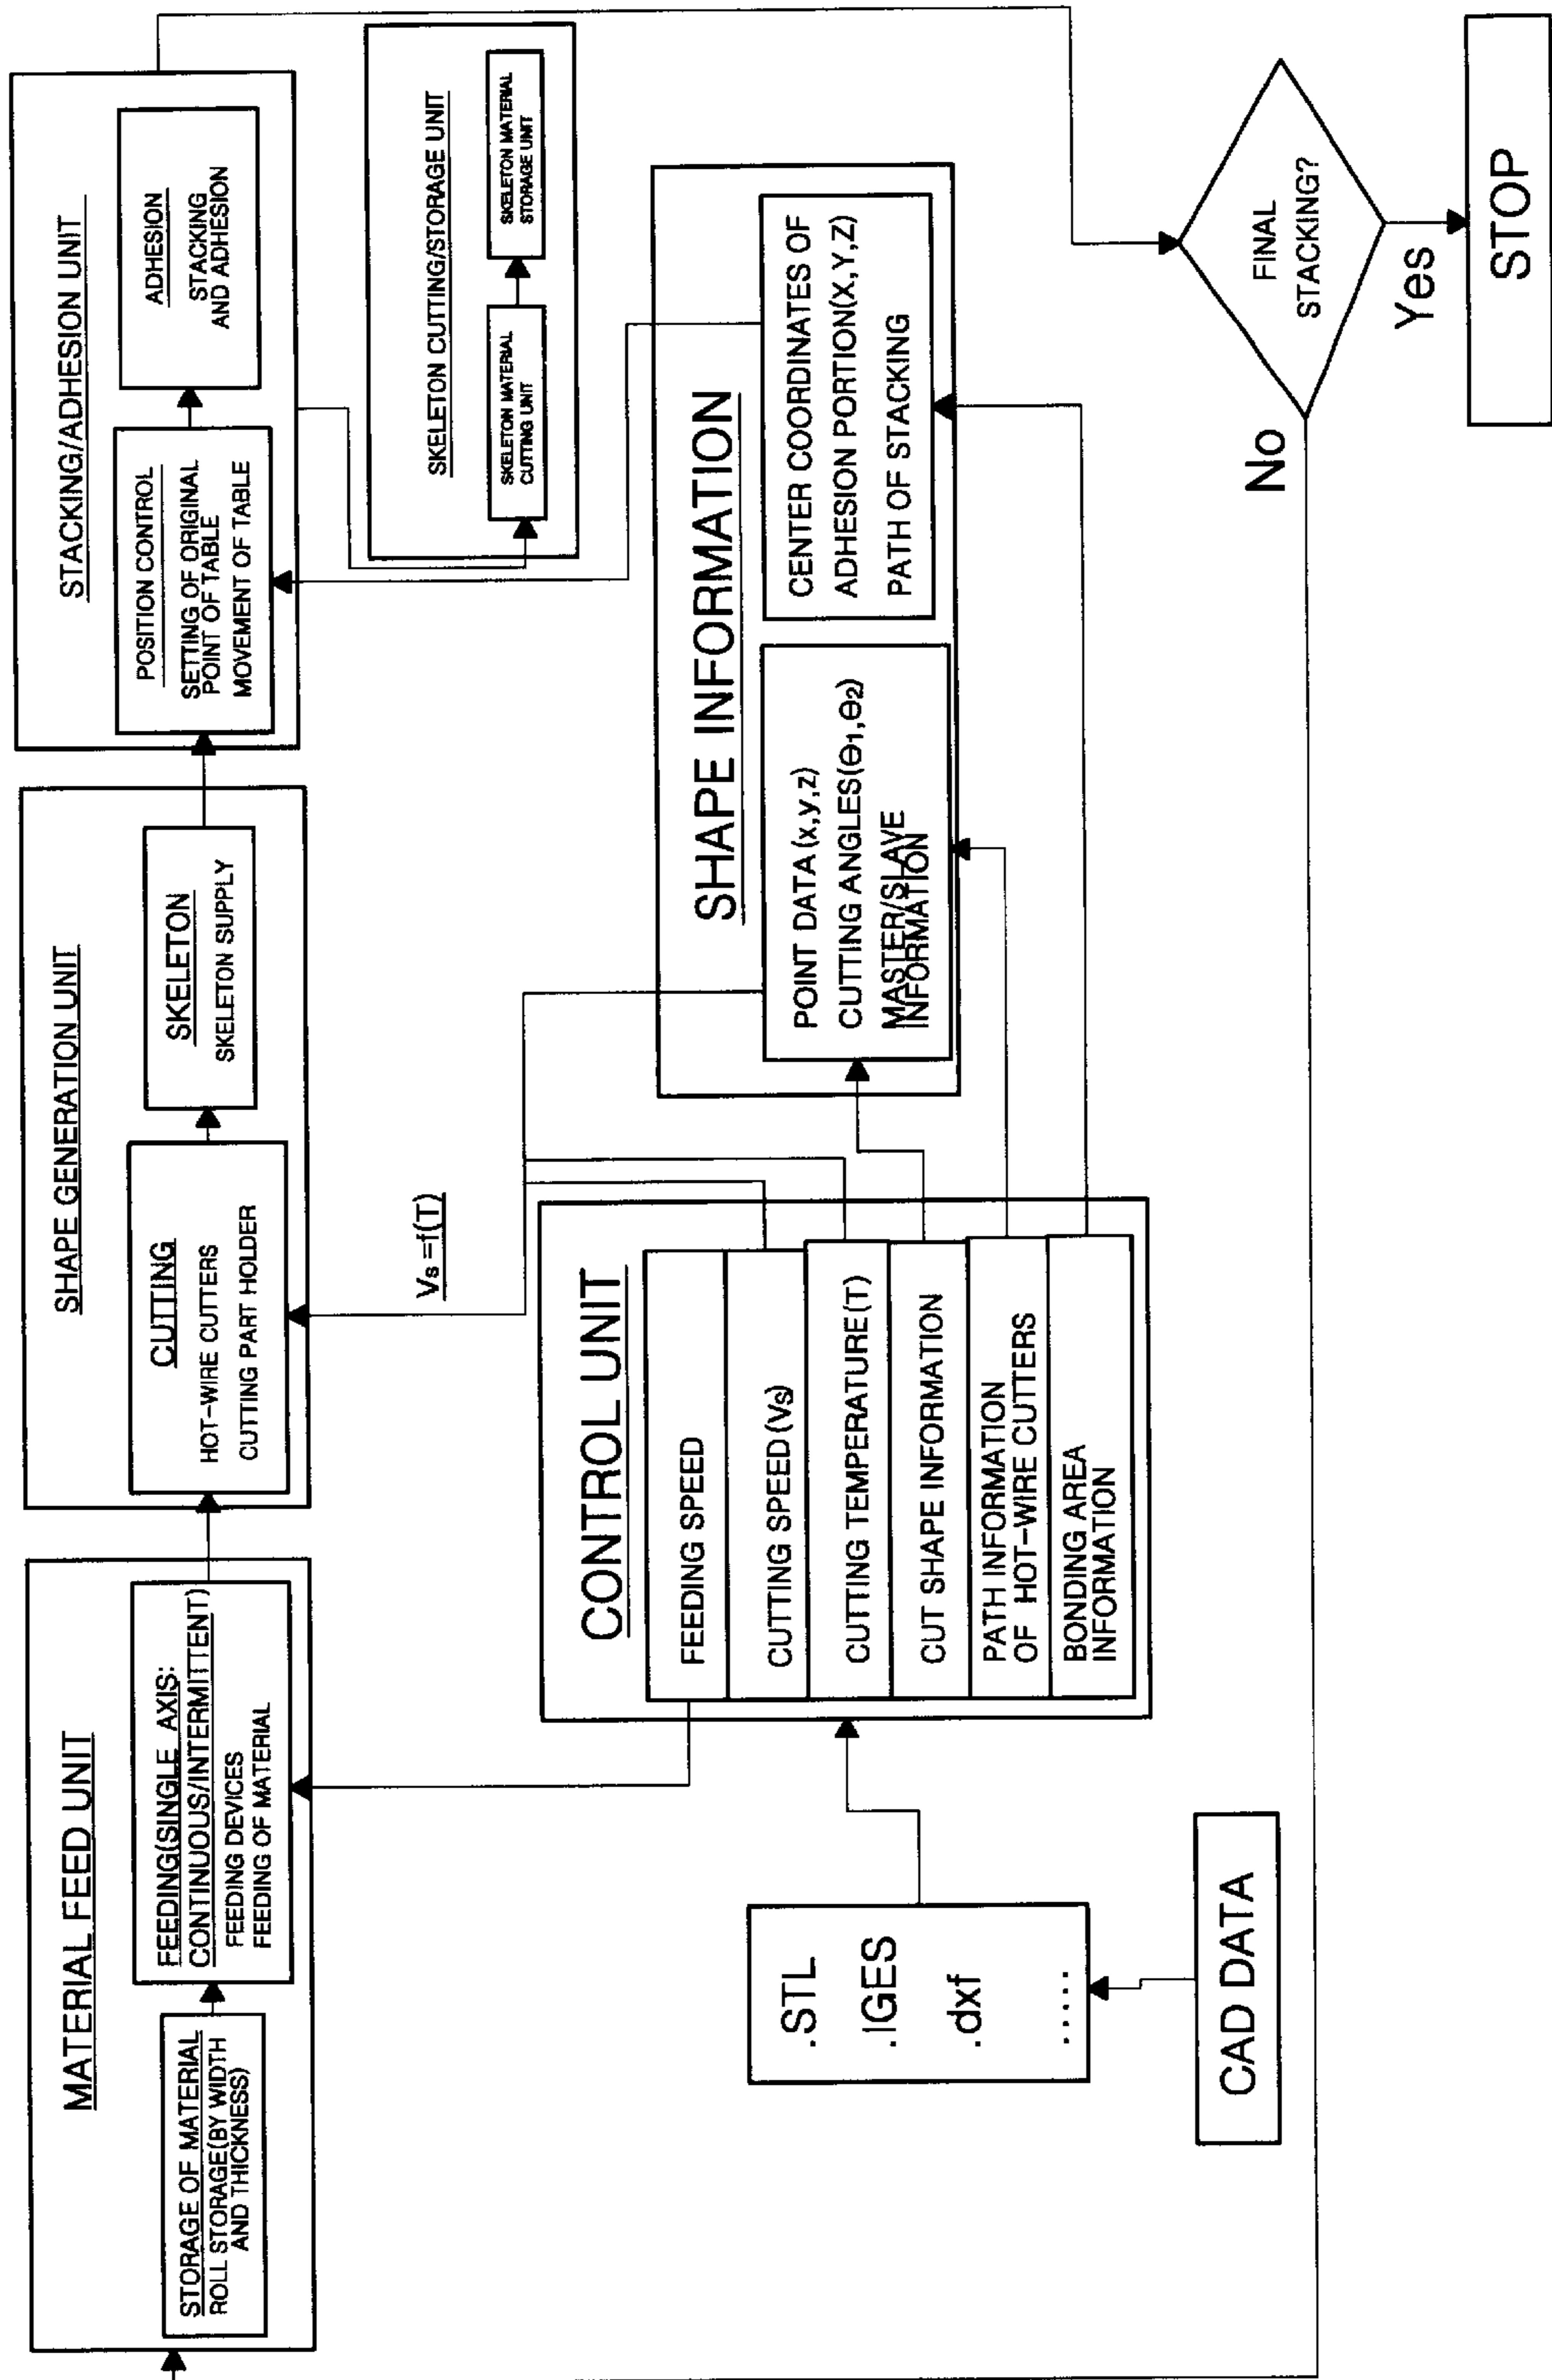 MATERIAL FEED UNIT
STORAGE OF MATERIAL
ROLL STORAGE(BY WIDTH
AND THICKNESS)
FEEDING(SINGLE AXIS:
CONTINUOUS/INTERMITTENT)
FEEDING DEVICES
FEEDING OF MATERIAL
SHAPE GENERATION UNIT
CUTTING
HOT-WIRE CUTTERS
CUTTING PART HOLDER
SKELETON
SKELETON SUPPLY
STACKING/ADHESION UNIT
POSITION CONTROL
SETTING OF ORIGINAL
POINT OF TABLE
MOVEMENT OF TABLE
ADHESION
STACKING
AND ADHESION
SKELETON CUTTING/STORAGE UNIT
SKELETON MATERIAL
CUTTING UNIT
SKELETON MATERIAL
STORAGE UNIT
Vs=f(T)
CONTROL UNIT
FEEDING SPEED
CUTTING SPEED(Vs)
CUTTING TEMPERATURE(T)
CUT SHAPE INFORMATION
PATH INFORMATION
OF HOT-WIRE CUTTERS
BONDING AREA
INFORMATION
SHAPE INFORMATION
POINT DATA(x,y,z)
CUTTING ANGLES(Θ1,Θ2)
MASTER/SLAVE
INFORMATION
CENTER COORDINATES OF
ADHESION PORTION(X,Y,Z)
PATH OF STACKING
.STL
.IGES
.dxf
.....
CAD DATA
No
FINAL
STACKING?
Yes
STOP